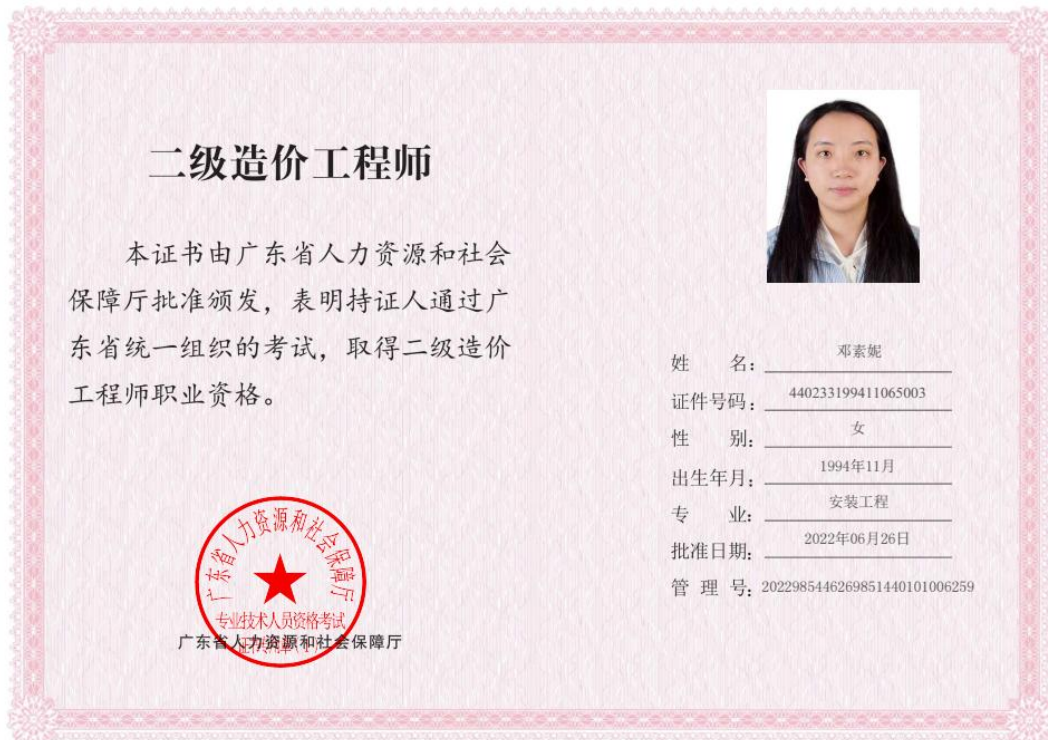 二级造价工程师
本证书由广东省人力资源和社会
保障厅批准颁发，表明持证人通过广
东省统一组织的考试，取得二级造价
工程师职业资格。
广东省人力资源和社会保障厅
专业技术人员资格考试
广东省人力资源和社会保障厅
姓 名：邓素妮
证件号码：440233199411065003
性 别：女
出生年月：1994年11月
专 业：安装工程
批准日期：2022年06月26日
管 理 号：20229854462698514401010062​59